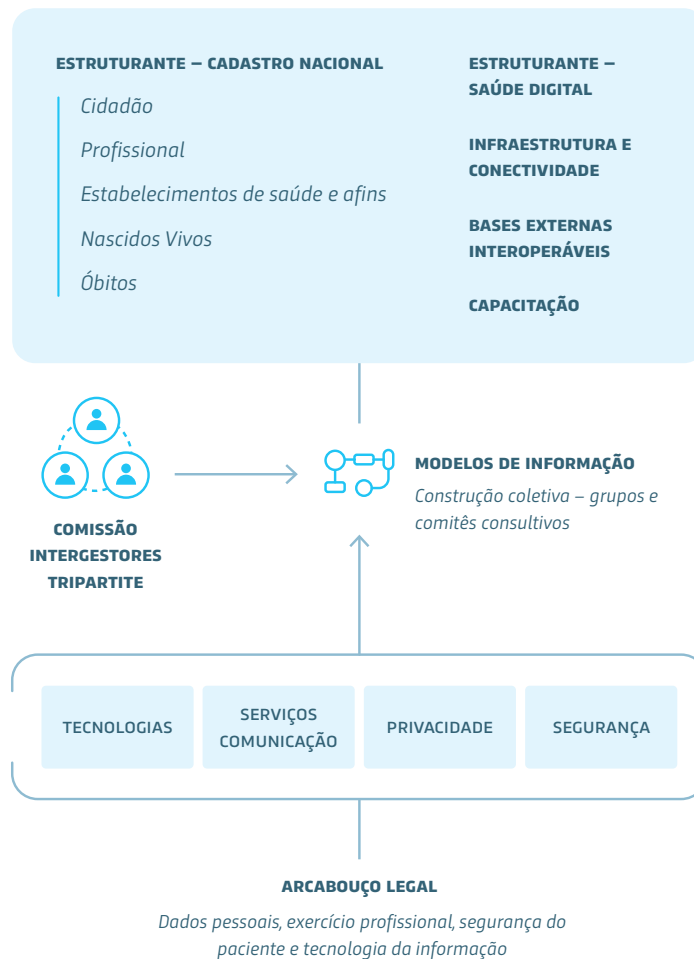 ESTRUTURANTE – CADASTRO NACIONAL
Cidadão
Profissional
Estabelecimentos de saúde e afins
Nascidos Vivos
Óbitos
ESTRUTURANTE –
SAÚDE DIGITAL
INFRAESTRUTURA E
CONECTIVIDADE
BASES EXTERNAS
INTEROPERÁVEIS
CAPACITAÇÃO
COMISSÃO
INTERGESTORES
TRIPARTITE
MODELOS DE INFORMAÇÃO
Construção coletiva – grupos e
comitês consultivos
TECNOLOGIAS
SERVIÇOS
COMUNICAÇÃO
PRIVACIDADE
SEGURANÇA
ARCABOUÇO LEGAL
Dados pessoais, exercício profissional, segurança do
paciente e tecnologia da informação